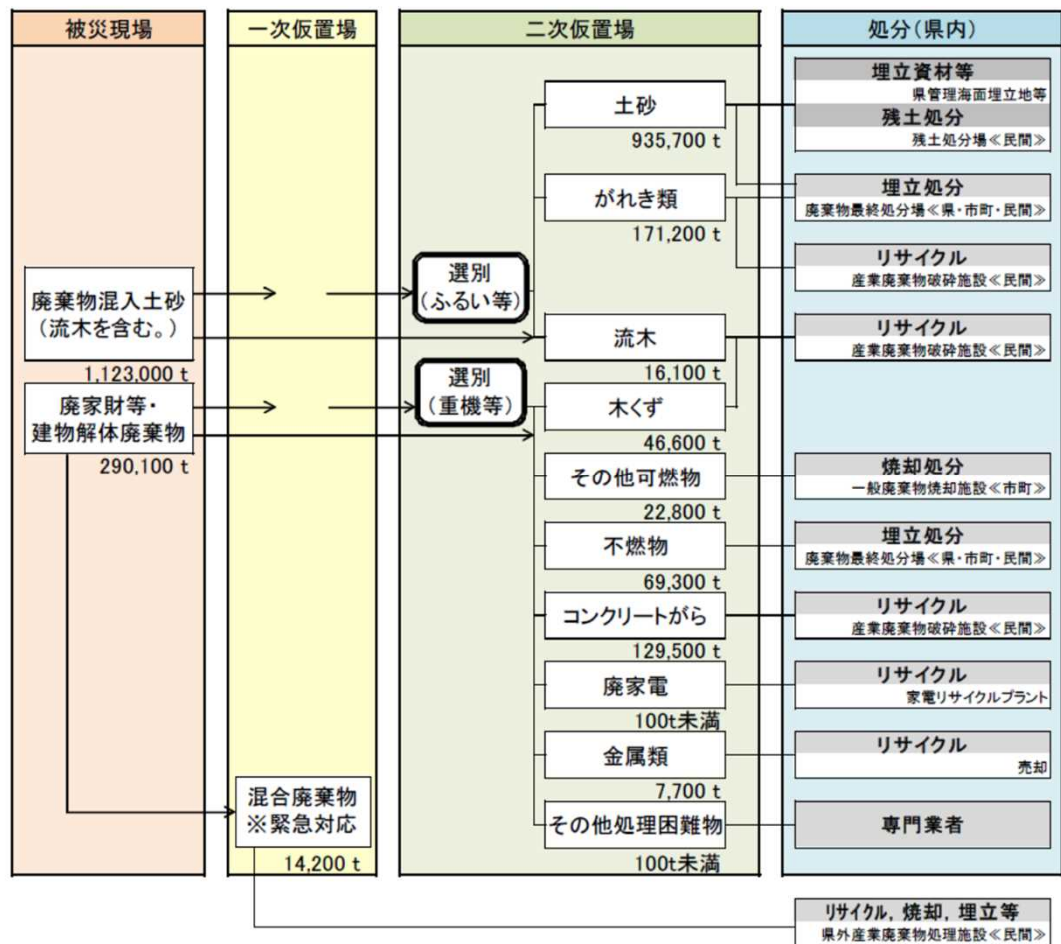 被災現場
一次仮置場
二次仮置場
処分(県内)
廃棄物混入土砂
(流木を含む。)
1,123,000 t
廃家財等・
建物解体廃棄物
290,100 t
混合廃棄物
※緊急対応
14,200 t
選別
(ふるい等)
選別
(重機等)
土砂
935,700 t
がれき類
171,200 t
流木
16,100 t
木くず
46,600 t
その他可燃物
22,800 t
不燃物
69,300 t
コンクリートがら
129,500 t
廃家電
100t未満
金属類
7,700 t
その他処理困難物
100t未満
埋立資材等
県管理海面埋立地等
残土処分
残土処分場≪民間≫
埋立処分
廃棄物最終処分場≪県・市町・民間≫
リサイクル
産業廃棄物破砕施設≪民間≫
リサイクル
産業廃棄物破砕施設≪民間≫
焼却処分
一般廃棄物焼却施設≪市町≫
埋立処分
廃棄物最終処分場≪県・市町・民間≫
リサイクル
産業廃棄物破砕施設≪民間≫
リサイクル
家電リサイクルプラント
リサイクル
売却
専門業者
リサイクル, 焼却, 埋立等
県外産業廃棄物処理施設≪民間≫